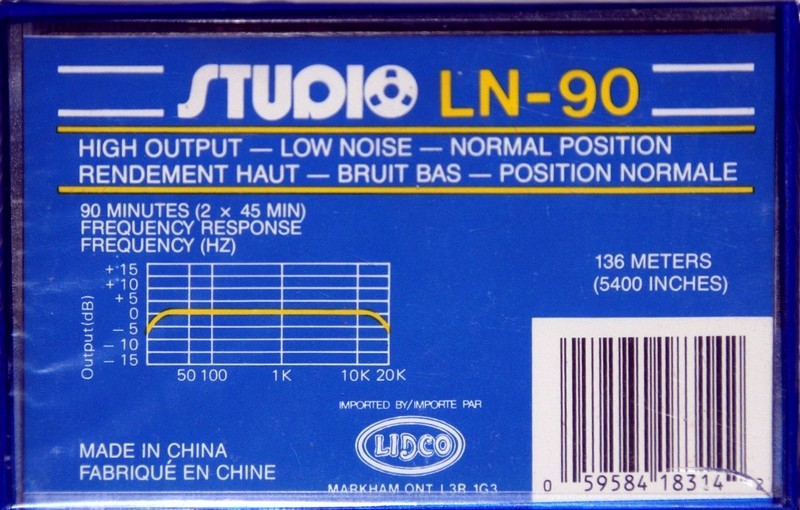 STUDIO LN-90
HIGH OUTPUT — LOW NOISE — NORMAL POSITION
RENDEMENT HAUT — BRUIT BAS — POSITION NORMALE
90 MINUTES (2 × 45 MIN)
FREQUENCY RESPONSE
FREQUENCY (HZ)
Output(dB)
+15
+10
+5
0
-5
-10
-15
50 100 1K 10K 20K
136 METERS
(5400 INCHES)
IMPORTED BY/IMPORTE PAR
LIDCO
MARKHAM ONT L3R 1G3
MADE IN CHINA
FABRIQUÉ EN CHINE
0 59584 18314 2